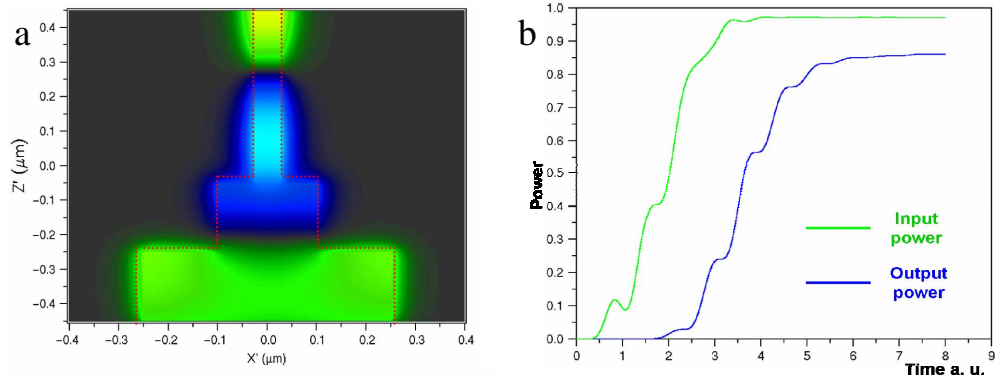 a
0.4
0.3
0.2
0.1
0.0
−0.1
−0.2
−0.3
−0.4
Z' (μm)
−0.4 −0.3 −0.2 −0.1 0.0 0.1 0.2 0.3 0.4
X' (μm)
b
1.0
0.9
0.8
0.7
0.6
0.5
0.4
0.3
0.2
0.1
0.0
Power
Input
power
Output
power
0 1 2 3 4 5 6 7 8 9
Time a. u.